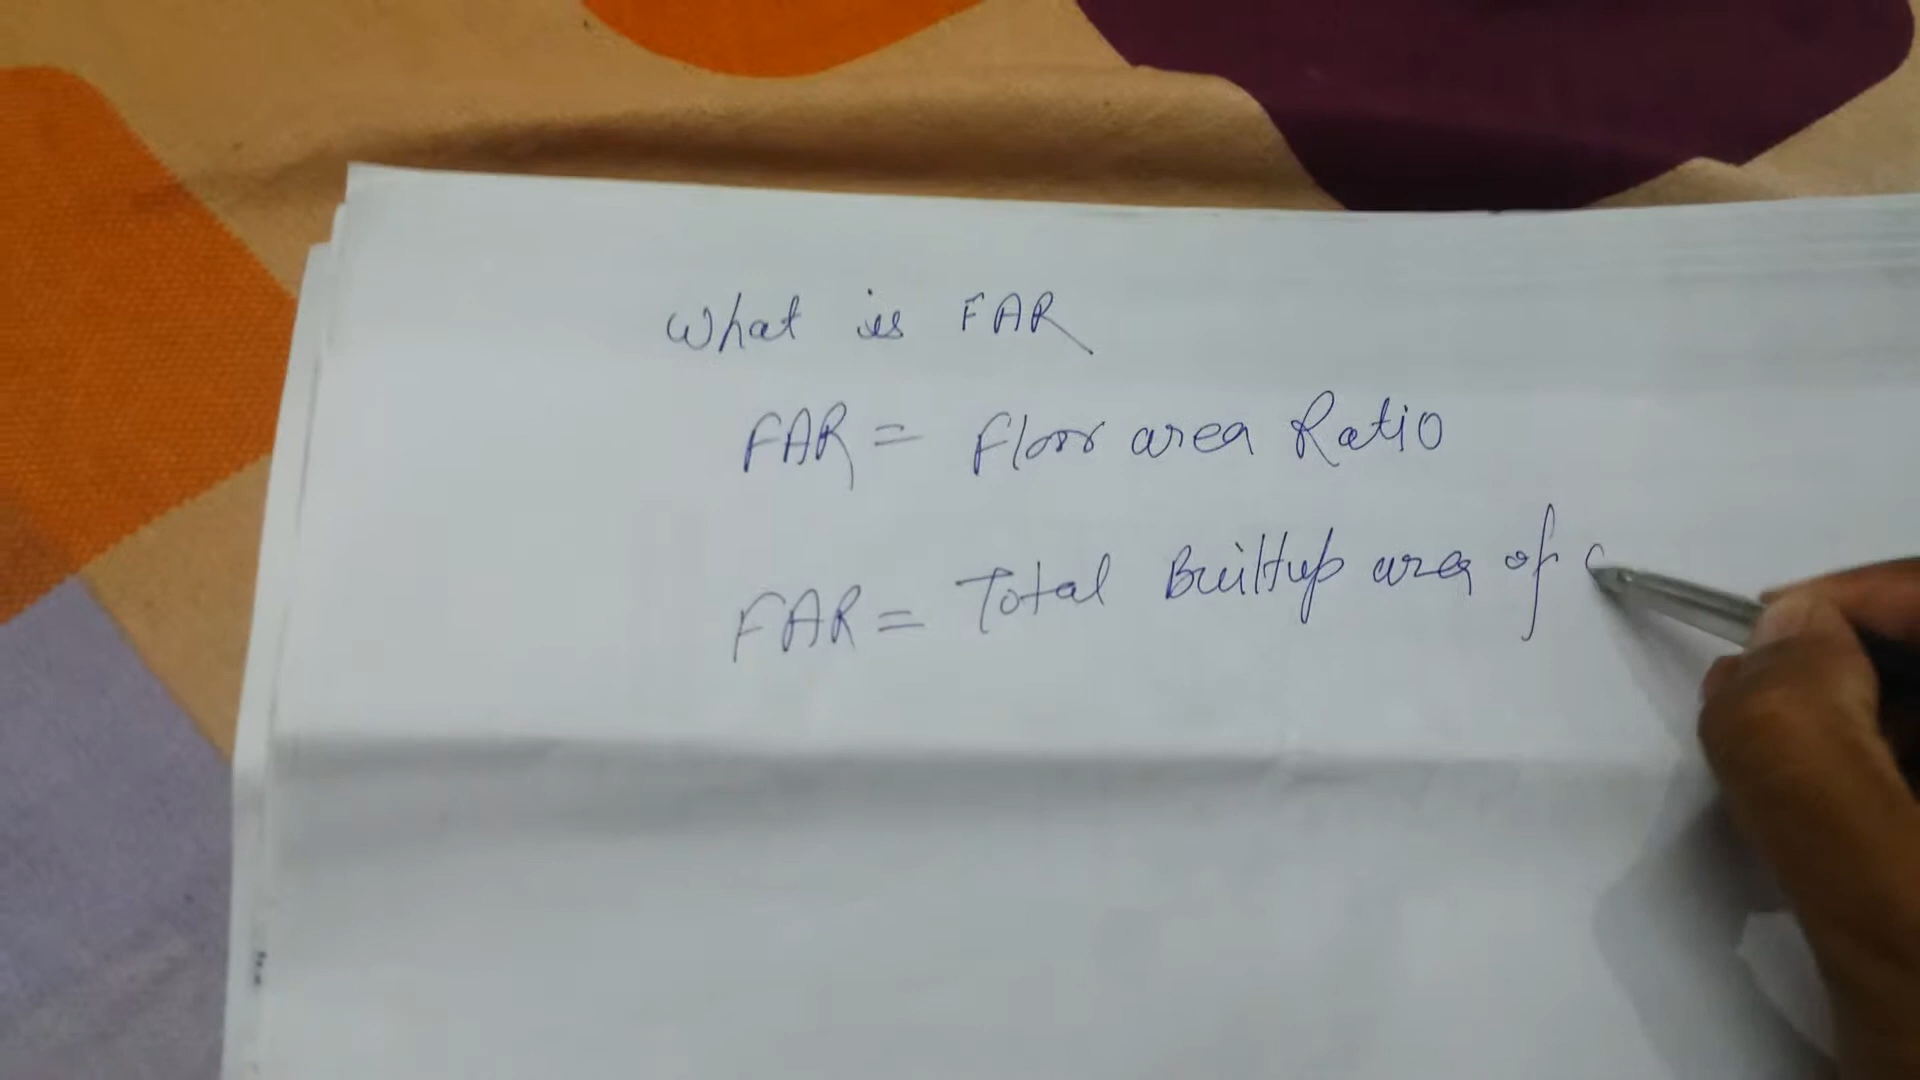 What is FAR
FAR = Floor area Ratio
FAR = Total Builtup area of